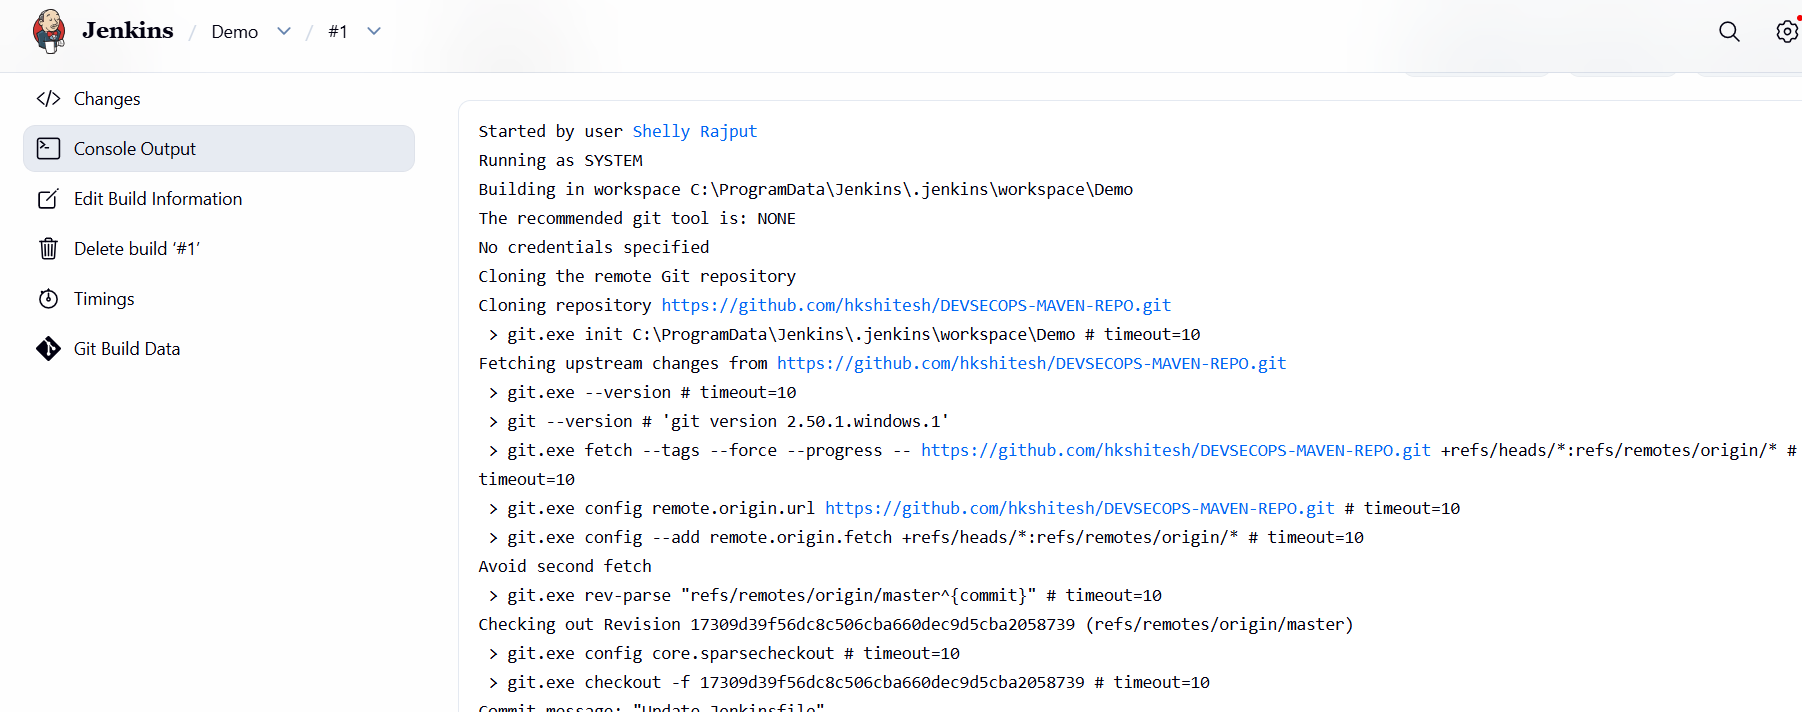 Jenkins / Demo / #1
Changes
Console Output
Edit Build Information
Delete build ‘#1’
Timings
Git Build Data
Started by user Shelly Rajput
Running as SYSTEM
Building in workspace C:\ProgramData\Jenkins\.jenkins\workspace\Demo
The recommended git tool is: NONE
No credentials specified
Cloning the remote Git repository
Cloning repository https://github.com/hkshitesh/DEVSECOPS-MAVEN-REPO.git
> git.exe init C:\ProgramData\Jenkins\.jenkins\workspace\Demo # timeout=10
Fetching upstream changes from https://github.com/hkshitesh/DEVSECOPS-MAVEN-REPO.git
> git.exe --version # timeout=10
> git --version # 'git version 2.50.1.windows.1'
> git.exe fetch --tags --force --progress -- https://github.com/hkshitesh/DEVSECOPS-MAVEN-REPO.git +refs/heads/*:refs/remotes/origin/* #
timeout=10
> git.exe config remote.origin.url https://github.com/hkshitesh/DEVSECOPS-MAVEN-REPO.git # timeout=10
> git.exe config --add remote.origin.fetch +refs/heads/*:refs/remotes/origin/* # timeout=10
Avoid second fetch
> git.exe rev-parse "refs/remotes/origin/master^{commit}" # timeout=10
Checking out Revision 17309d39f56dc8c506cba660dec9d5cba2058739 (refs/remotes/origin/master)
> git.exe config core.sparsecheckout # timeout=10
> git.exe checkout -f 17309d39f56dc8c506cba660dec9d5cba2058739 # timeout=10
Commit message: "Update Jenkinsfile"